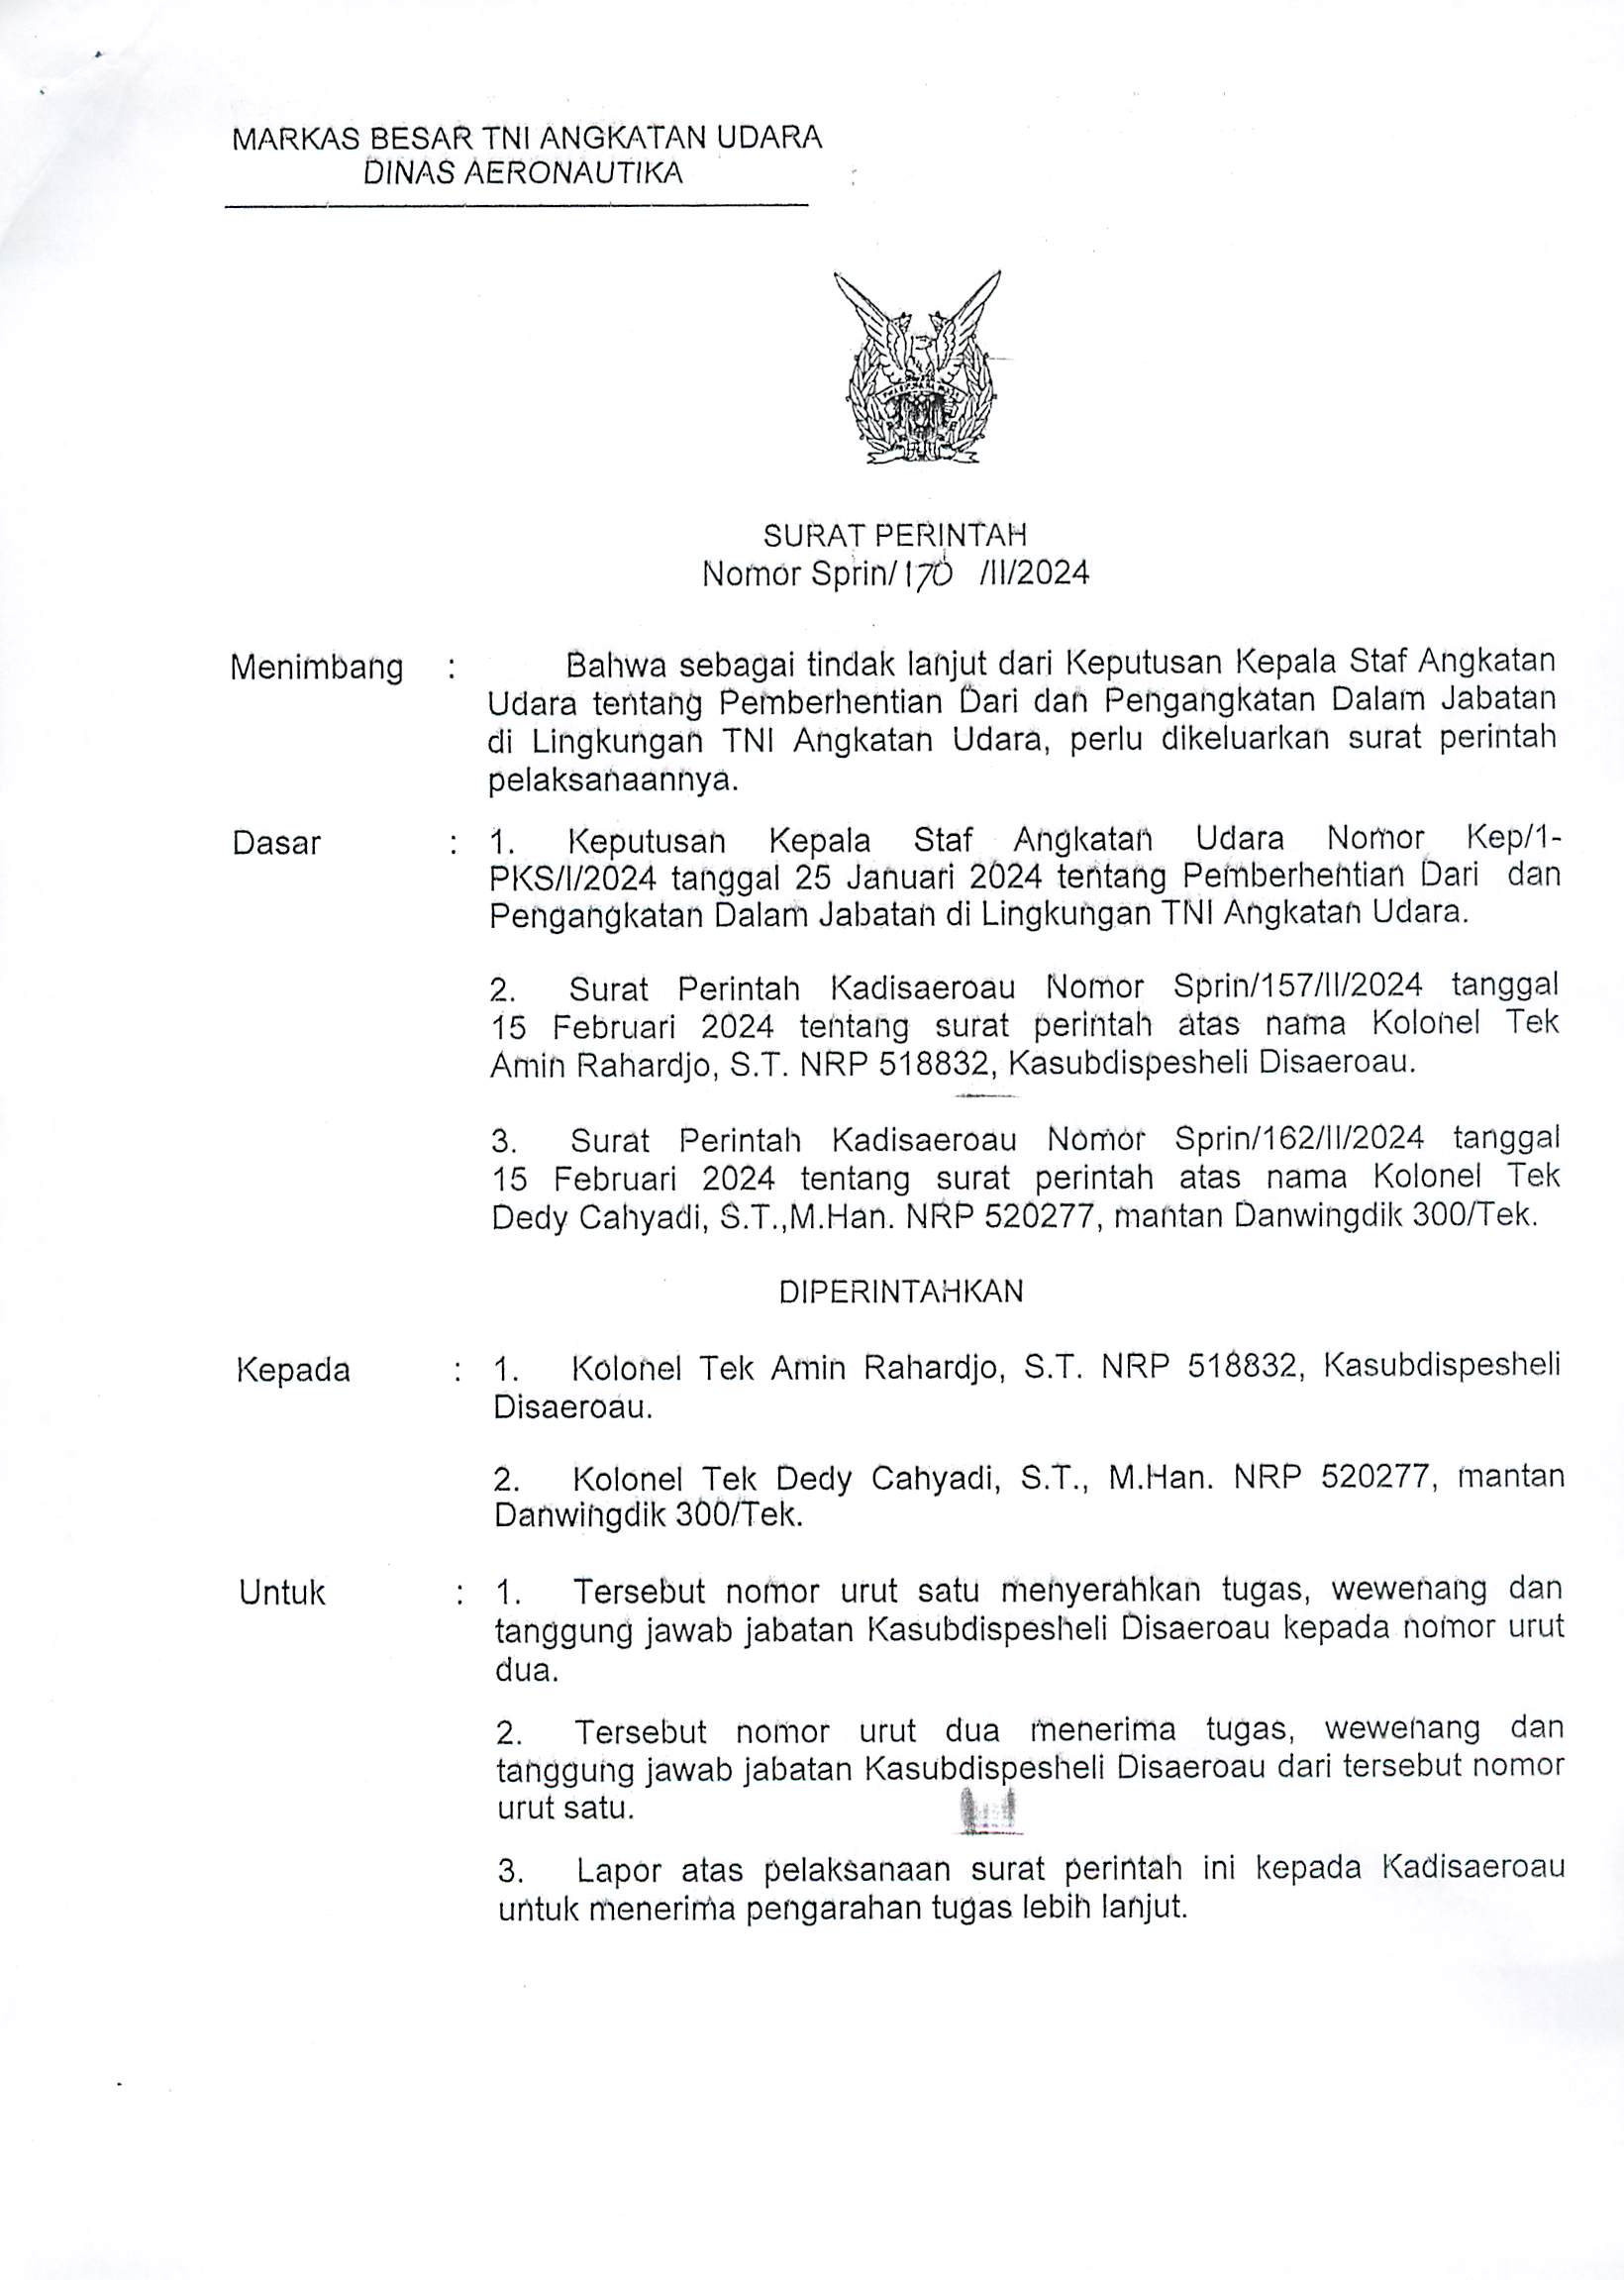 MARKAS BESAR TNI ANGKATAN UDARA
DINAS AERONAUTIKA
SURAT PERINTAH
Nomor Sprin/170 /II/2024
Menimbang : Bahwa sebagai tindak lanjut dari Keputusan Kepala Staf Angkatan
Udara tentang Pemberhentian Dari dan Pengangkatan Dalam Jabatan
di Lingkungan TNI Angkatan Udara, perlu dikeluarkan surat perintah
pelaksanaannya.
Dasar : 1. Keputusan Kepala Staf Angkatan Udara Nomor Kep/1-
PKS/I/2024 tanggal 25 Januari 2024 tentang Pemberhentian Dari dan
Pengangkatan Dalam Jabatan di Lingkungan TNI Angkatan Udara.
2. Surat Perintah Kadisaeroau Nomor Sprin/157/II/2024 tanggal
15 Februari 2024 tentang surat perintah atas nama Kolonel Tek
Amin Rahardjo, S.T. NRP 518832, Kasubdispesheli Disaeroau.
3. Surat Perintah Kadisaeroau Nomor Sprin/162/II/2024 tanggal
15 Februari 2024 tentang surat perintah atas nama Kolonel Tek
Dedy Cahyadi, S.T.,M.Han. NRP 520277, mantan Danwingdik 300/Tek.
DIPERINTAHKAN
Kepada : 1. Kolonel Tek Amin Rahardjo, S.T. NRP 518832, Kasubdispesheli
Disaeroau.
2. Kolonel Tek Dedy Cahyadi, S.T., M.Han. NRP 520277, mantan
Danwingdik 300/Tek.
Untuk : 1. Tersebut nomor urut satu menyerahkan tugas, wewenang dan
tanggung jawab jabatan Kasubdispesheli Disaeroau kepada nomor urut
dua.
2. Tersebut nomor urut dua menerima tugas, wewenang dan
tanggung jawab jabatan Kasubdispesheli Disaeroau dari tersebut nomor
urut satu.
3. Lapor atas pelaksanaan surat perintah ini kepada Kadisaeroau
untuk menerima pengarahan tugas lebih lanjut.